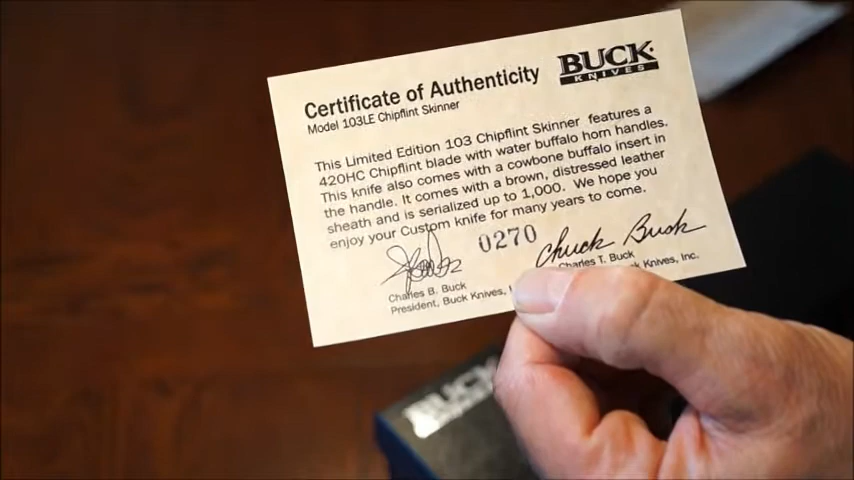 BUCK
KNIVES
Certificate of Authenticity
Model 103LE Chipflint Skinner
This Limited Edition 103 Chipflint Skinner features a
420HC Chipflint blade with water buffalo horn handles.
This knife also comes with a cowbone buffalo insert in
the handle. It comes with a brown, distressed leather
sheath and is serialized up to 1,000. We hope you
enjoy your Custom knife for many years to come.
0270
Chuck Buck
Charles B. Buck
President, Buck Knives,
Charles T. Buck
Knives, Inc.
BUCK